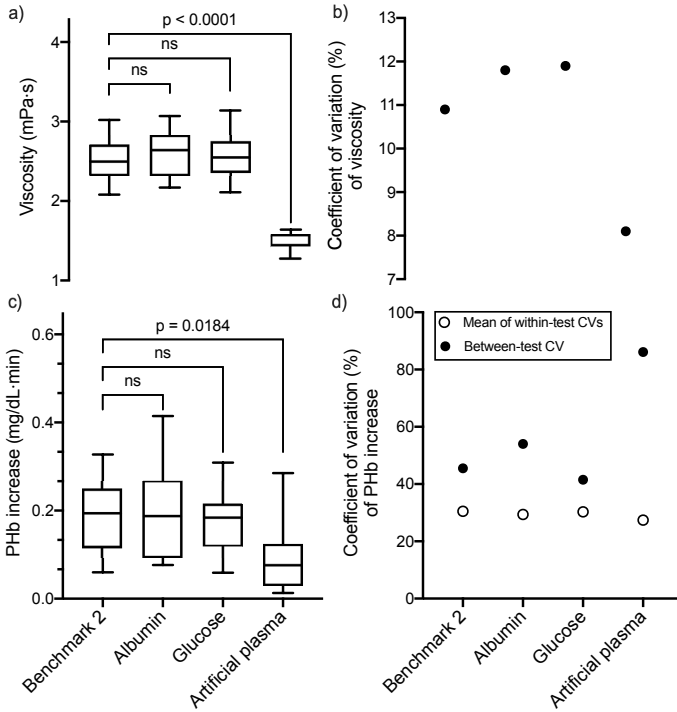 a)
p < 0.0001
ns
ns
Viscosity (mPa·s)
4
3
2
1
b)
Coefficient of variation (%)
of viscosity
13
12
11
10
9
8
7
c)
p = 0.0184
ns
ns
PHb increase (mg/dL·min)
0.6
0.4
0.2
0.0
Benchmark 2
Albumin
Glucose
Artificial plasma
d)
Mean of within-test CVs
Between-test CV
Coefficient of variation (%)
of PHb increase
100
80
60
40
20
0
Benchmark 2
Albumin
Glucose
Artificial plasma